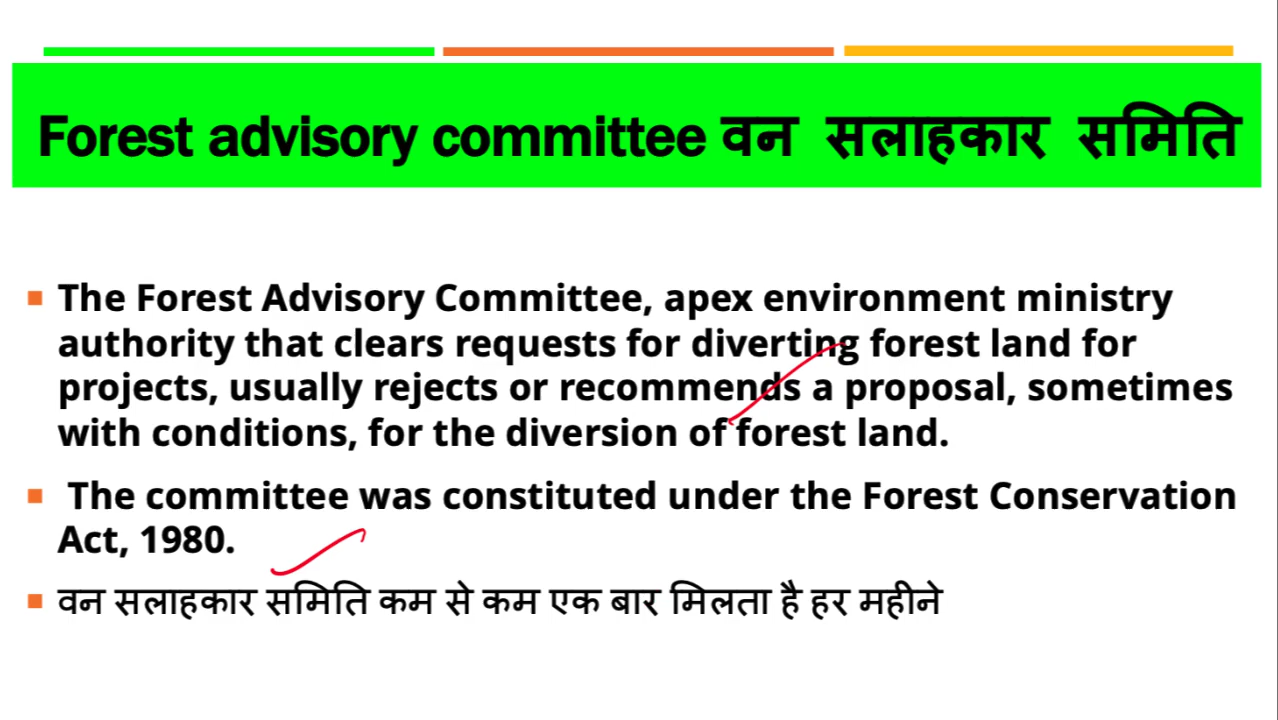 Forest advisory committee वन सलाहकार समिति
The Forest Advisory Committee, apex environment ministry
authority that clears requests for diverting forest land for
projects, usually rejects or recommends a proposal, sometimes
with conditions, for the diversion of forest land.
The committee was constituted under the Forest Conservation
Act, 1980.
वन सलाहकार समिति कम से कम एक बार मिलता है हर महीने